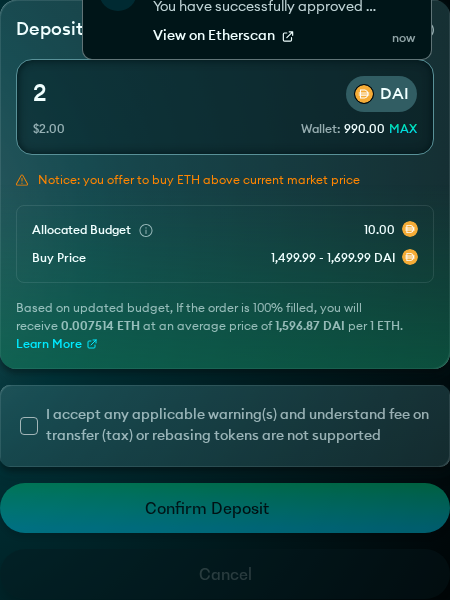 You have successfully approved ...
Deposit
View on Etherscan
now
2
DAI
$2.00
Wallet: 990.00 MAX
Notice: you offer to buy ETH above current market price
Allocated Budget
10.00
Buy Price
1,499.99 - 1,699.99 DAI
Based on updated budget, If the order is 100% filled, you will
receive 0.007514 ETH at an average price of 1,596.87 DAI per 1 ETH.
Learn More
I accept any applicable warning(s) and understand fee on
transfer (tax) or rebasing tokens are not supported
Confirm Deposit
Cancel